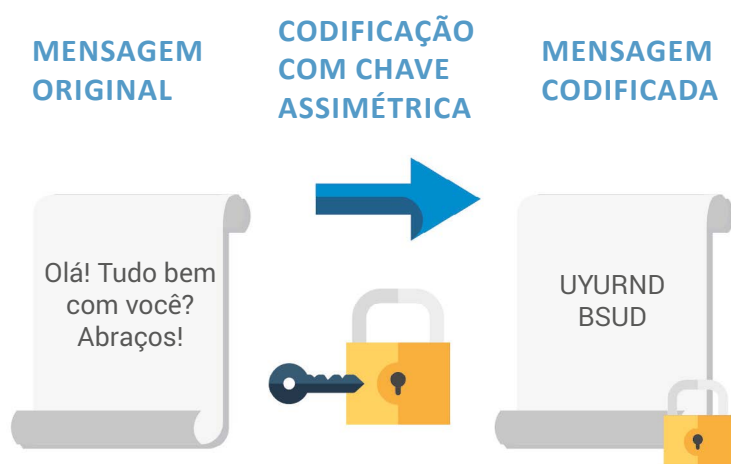 MENSAGEM
ORIGINAL
CODIFICAÇÃO
COM CHAVE
ASSIMÉTRICA
MENSAGEM
CODIFICADA
Olá! Tudo bem
com você?
Abraços!
UYURND
BSUD